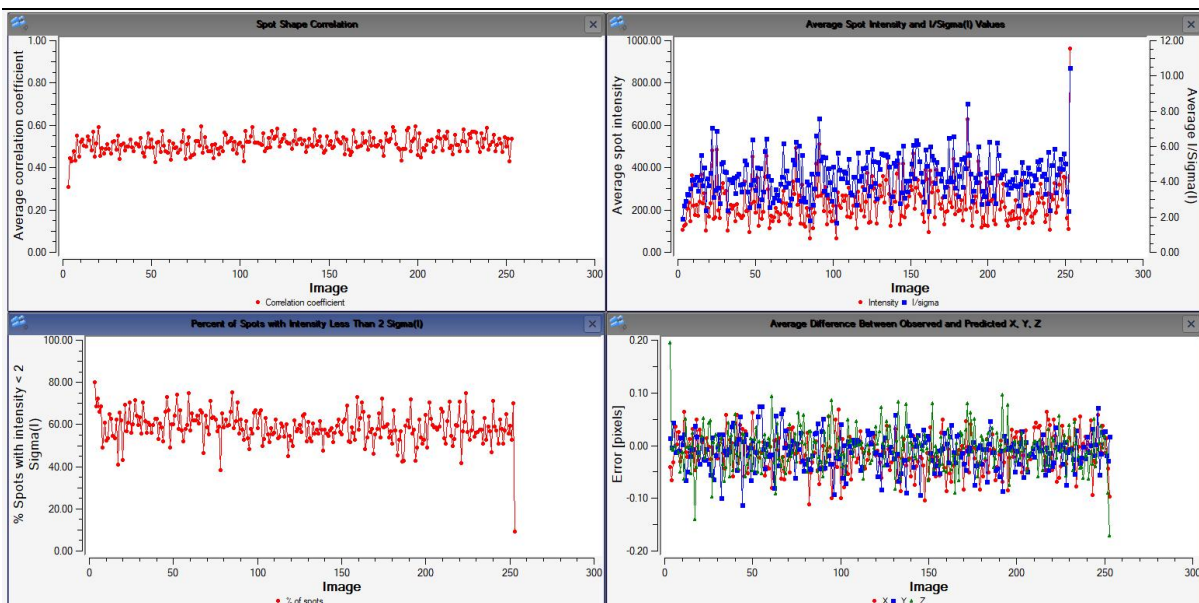 Spot Shape Correlation
Average correlation coefficient
1.00
0.80
0.60
0.40
0.20
0.00
0 50 100 150 200 250 300
Image
Correlation coefficient
Average Spot Intensity and I/Sigma(I) Values
Average spot intensity
1000.00
800.00
600.00
400.00
200.00
0.00
12.00
10.00
8.00
6.00
4.00
2.00
0.00
Average I/Sigma(I)
0 50 100 150 200 250 300
Image
Intensity I/sigma
Percent of Spots with Intensity Less Than 2 Sigma(I)
% Spots with intensity < 2
Sigma(I)
100.00
80.00
60.00
40.00
20.00
0.00
0 50 100 150 200 250 300
Image
% of spots
Average Difference Between Observed and Predicted X, Y, Z
Error [pixels]
0.20
0.10
0.00
-0.10
-0.20
0 50 100 150 200 250 300
Image
X Y Z